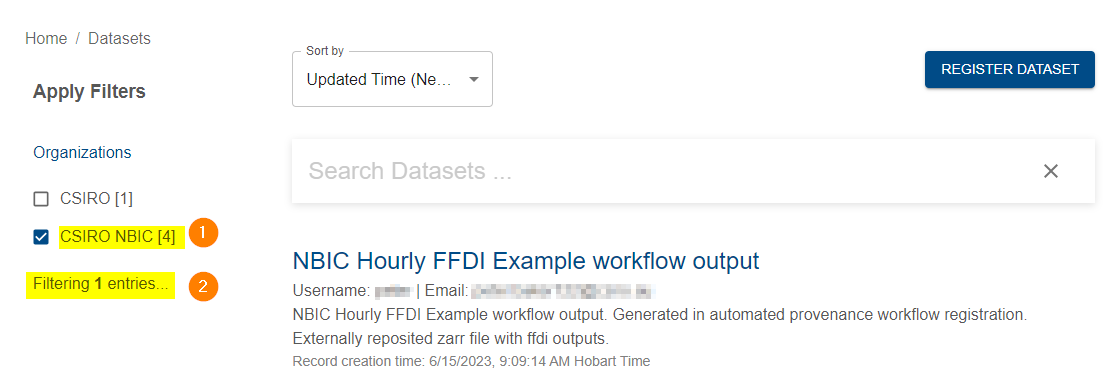 Home / Datasets
Apply Filters
Organizations
CSIRO [1]
CSIRO NBIC [4] 1
Filtering 1 entries... 2
Sort by
Updated Time (Ne...
REGISTER DATASET
Search Datasets ...
NBIC Hourly FFDI Example workflow output
Username: | Email:
NBIC Hourly FFDI Example workflow output. Generated in automated provenance workflow registration.
Externally reposited zarr file with ffdi outputs.
Record creation time: 6/15/2023, 9:09:14 AM Hobart Time